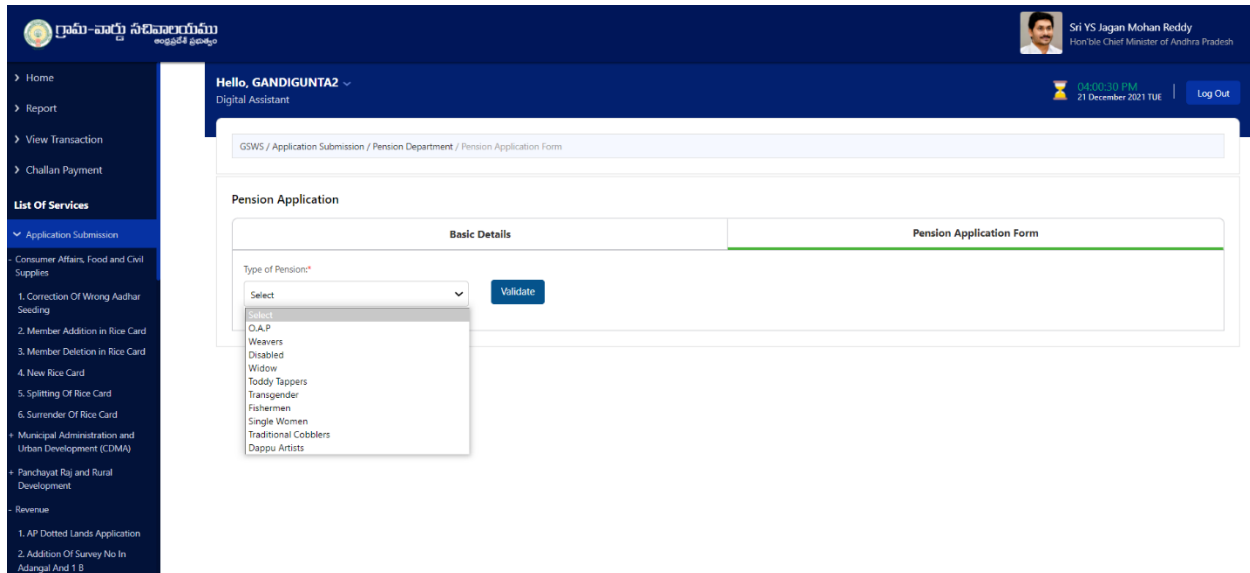 గ్రామ-వార్డు సచివాలయము
ఆంధ్రప్రదేశ్ ప్రభుత్వం
Sri YS Jagan Mohan Reddy
Hon'ble Chief Minister of Andhra Pradesh
Home
Report
View Transaction
Challan Payment
List Of Services
Application Submission
- Consumer Affairs, Food and Civil
Supplies
1. Correction Of Wrong Aadhar
Seeding
2. Member Addition in Rice Card
3. Member Deletion in Rice Card
4. New Rice Card
5. Splitting Of Rice Card
6. Surrender Of Rice Card
+ Municipal Administration and
Urban Development (CDMA)
+ Panchayat Raj and Rural
Development
- Revenue
1. AP Dotted Lands Application
2. Addition Of Survey No In
Adangal And 1 B
Hello, GANDIGUNTA2
Digital Assistant
04:00:30 PM
21 December 2021 TUE
Log Out
GSWS / Application Submission / Pension Department / Pension Application Form
Pension Application
Basic Details
Pension Application Form
Type of Pension:*
Select
Validate
Select
O.A.P
Weavers
Disabled
Widow
Toddy Tappers
Transgender
Fishermen
Single Women
Traditional Cobblers
Dappu Artists